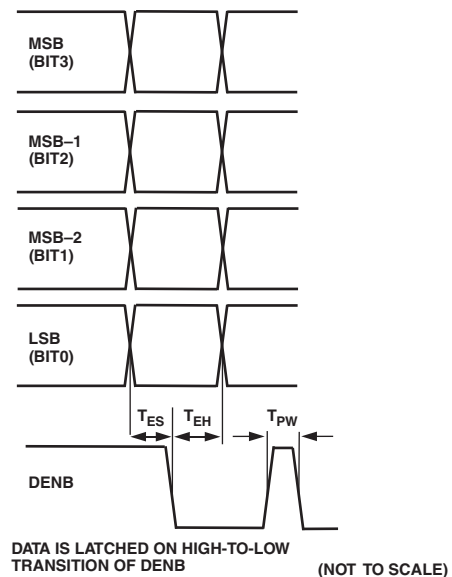 MSB
(BIT3)
MSB–1
(BIT2)
MSB–2
(BIT1)
LSB
(BIT0)
TES TEH TPW
DENB
DATA IS LATCHED ON HIGH-TO-LOW
TRANSITION OF DENB
(NOT TO SCALE)